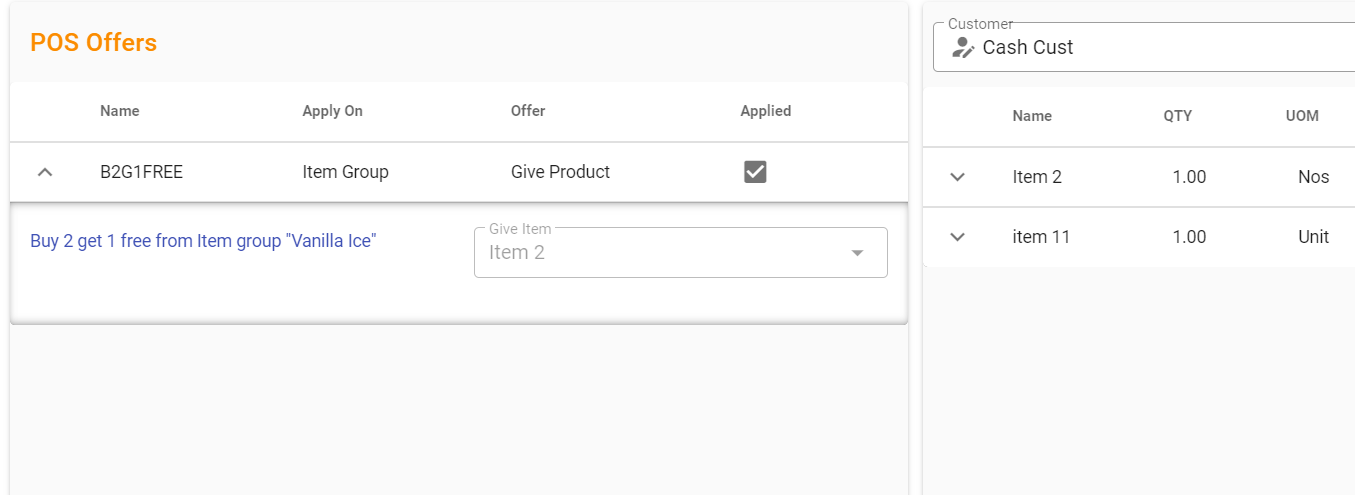 POS Offers
Name Apply On Offer Applied
B2G1FREE Item Group Give Product
Buy 2 get 1 free from Item group "Vanilla Ice"
Give Item
Item 2
Customer
Cash Cust
Name QTY UOM
Item 2 1.00 Nos
item 11 1.00 Unit